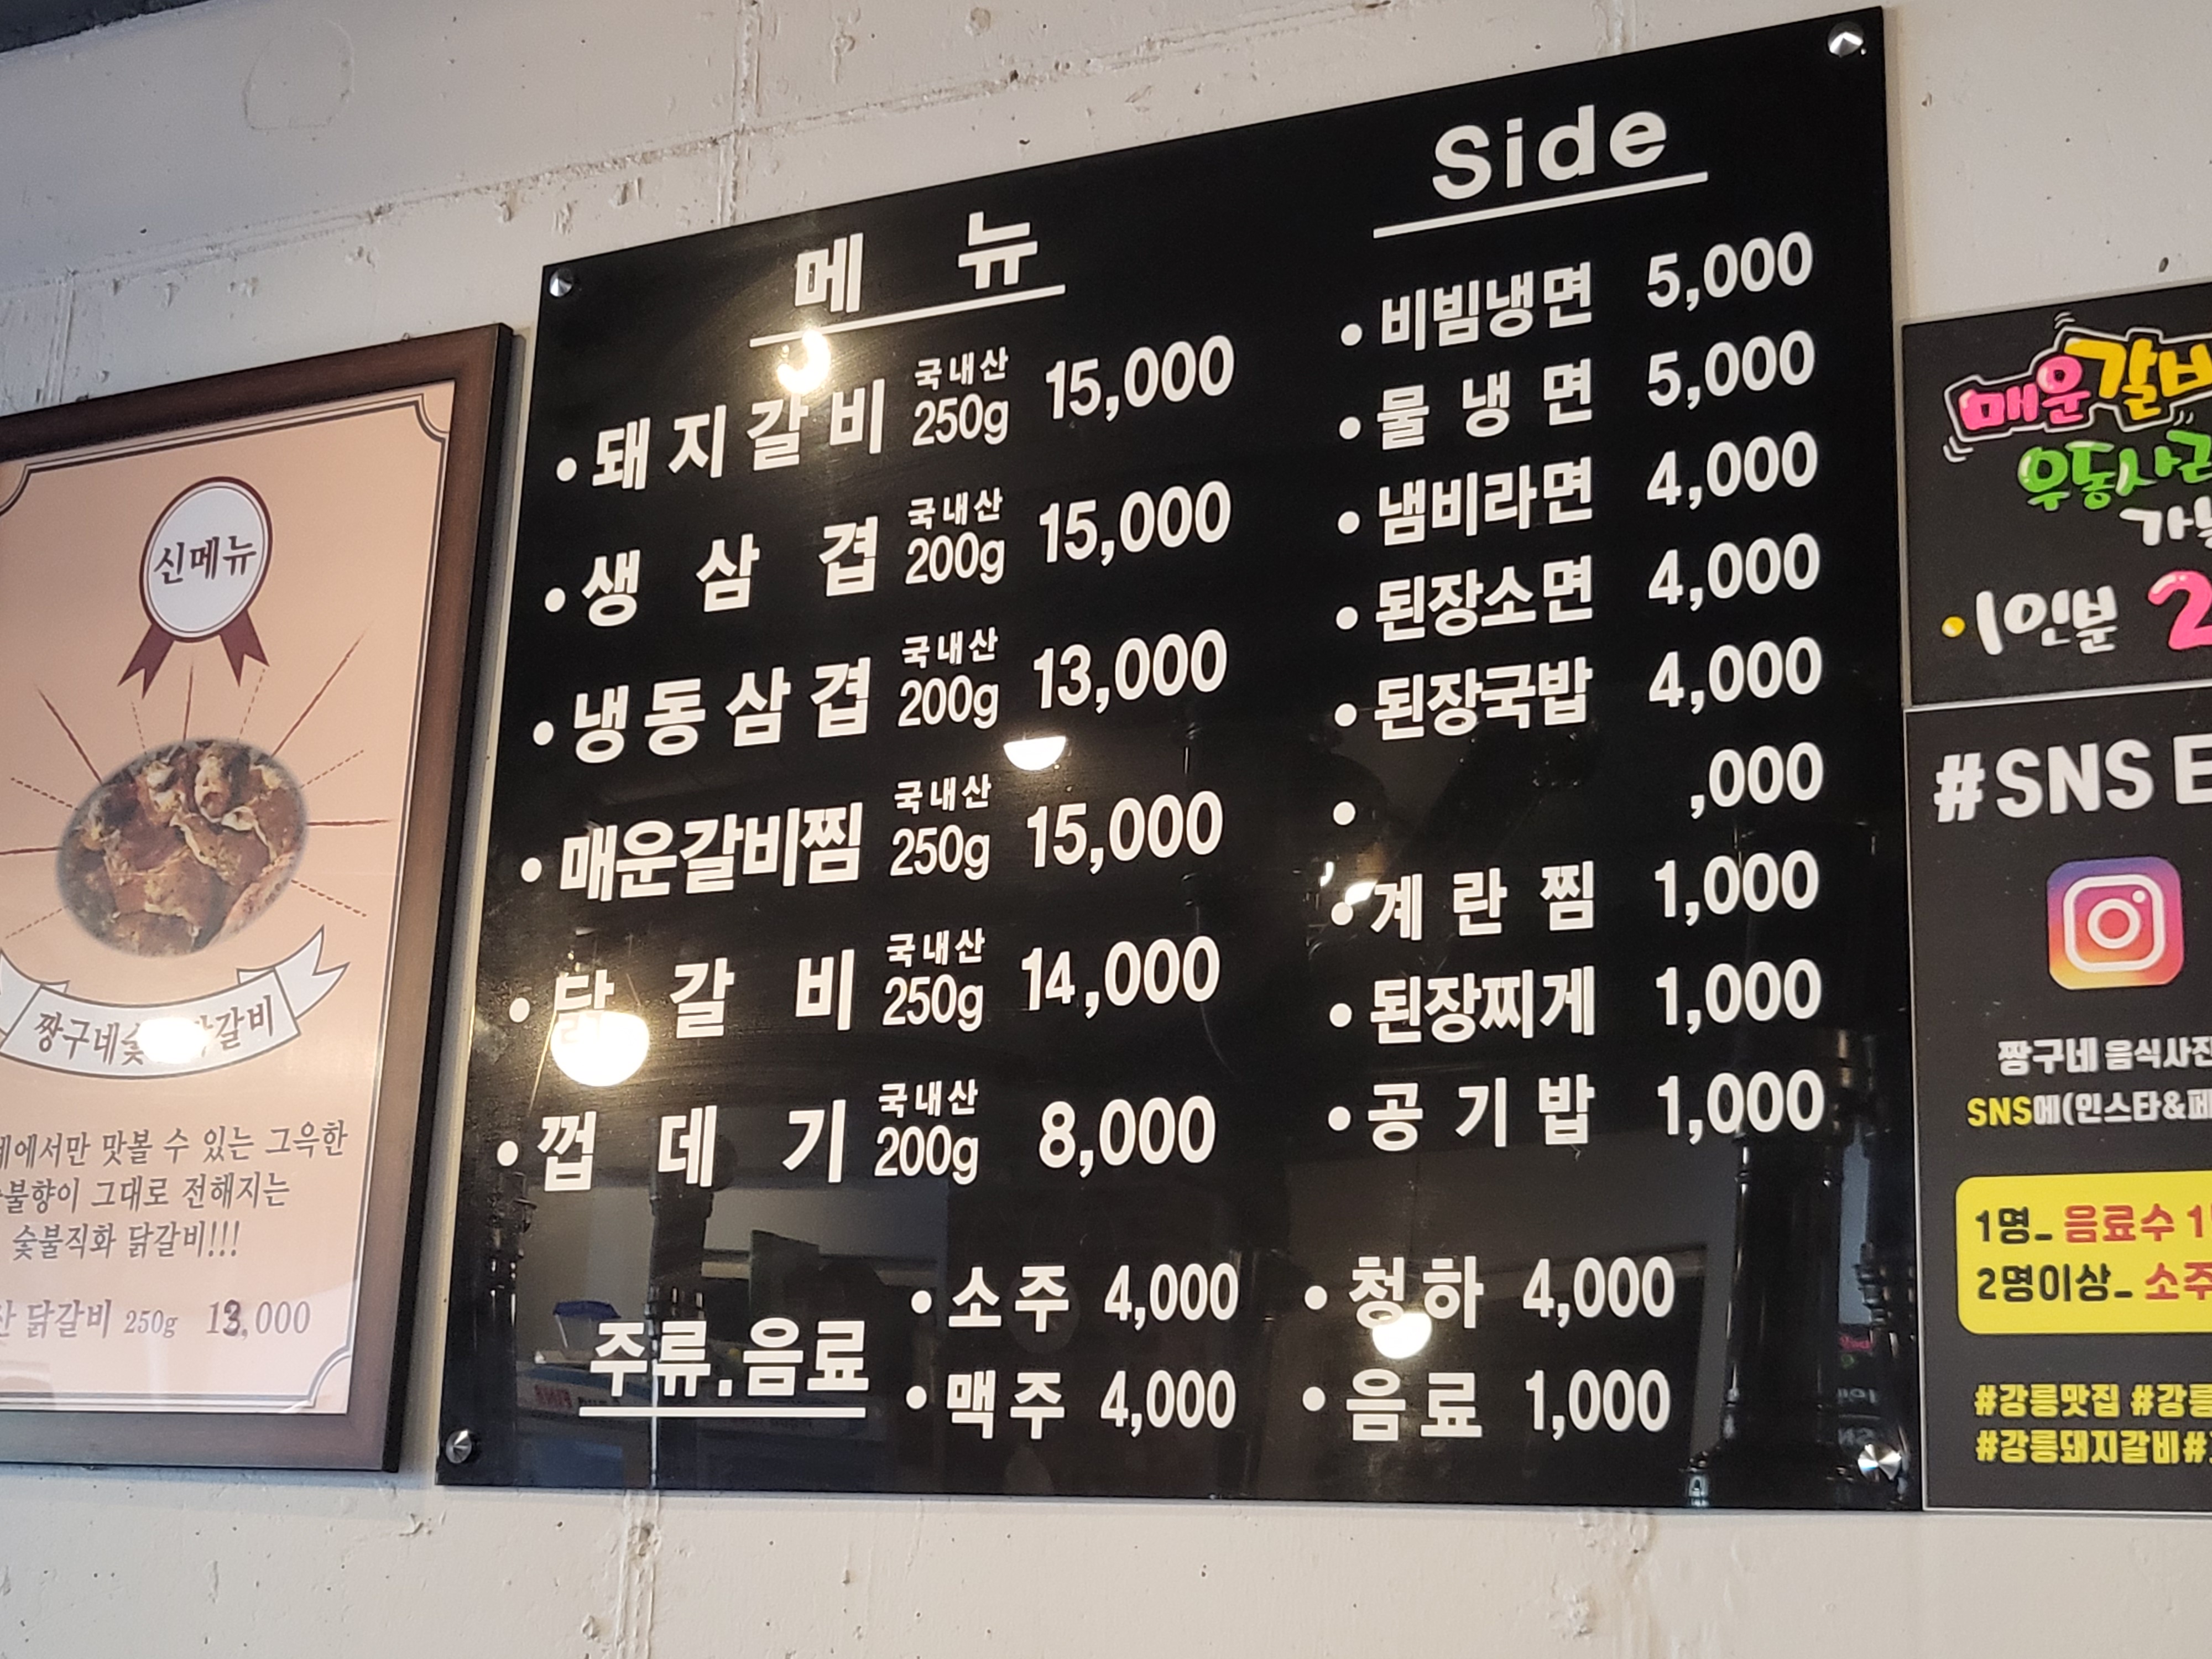 신메뉴
짱구네
갈비
에서만 맛볼 수 있는 그윽한
불향이 그대로 전해지는
숯불직화 닭갈비!!!
닭갈비 250g 13,000
메 뉴
• 돼지갈비 국내산 250g 15,000
• 생 삼 겹 국내산 200g 15,000
• 냉동삼겹 국내산 200g 13,000
• 매운갈비찜 국내산 250g 15,000
• 닭 갈 비 국내산 250g 14,000
• 껍 데 기 국내산 200g 8,000
Side
• 비빔냉면 5,000
• 물 냉 면 5,000
• 냄비라면 4,000
• 된장소면 4,000
• 된장국밥 4,000
• ,000
• 계 란 찜 1,000
• 된장찌게 1,000
• 공 기 밥 1,000
주류.음료
• 소주 4,000
• 맥주 4,000
• 청하 4,000
• 음료 1,000
매운갈비
우동사리
• 1인분 2
#SNS
짱구네 음식사진
SNS에(인스타&페
1명_ 음료수 1
2명이상_ 소주
#강릉맛집 #강릉
#강릉돼지갈비#